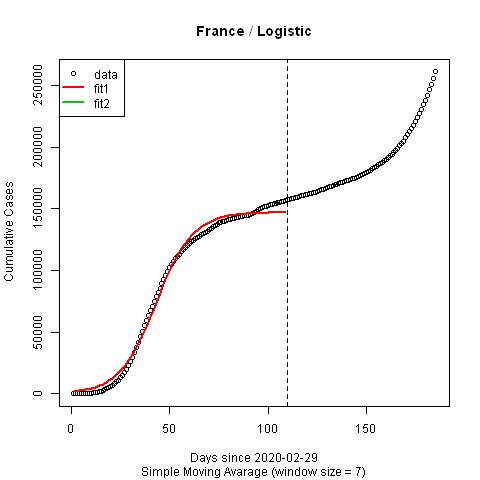 France / Logistic
data
fit1
fit2
Cumulative Cases
0
50000
100000
150000
200000
250000
0
50
100
150
Days since 2020-02-29
Simple Moving Avarage (window size = 7)